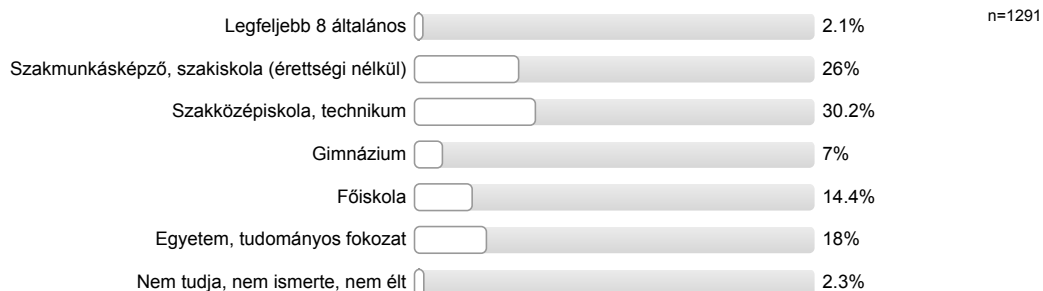 Legfeljebb 8 általános 2.1% n=1291
Szakmunkásképző, szakiskola (érettségi nélkül) 26%
Szakközépiskola, technikum 30.2%
Gimnázium 7%
Főiskola 14.4%
Egyetem, tudományos fokozat 18%
Nem tudja, nem ismerte, nem élt 2.3%